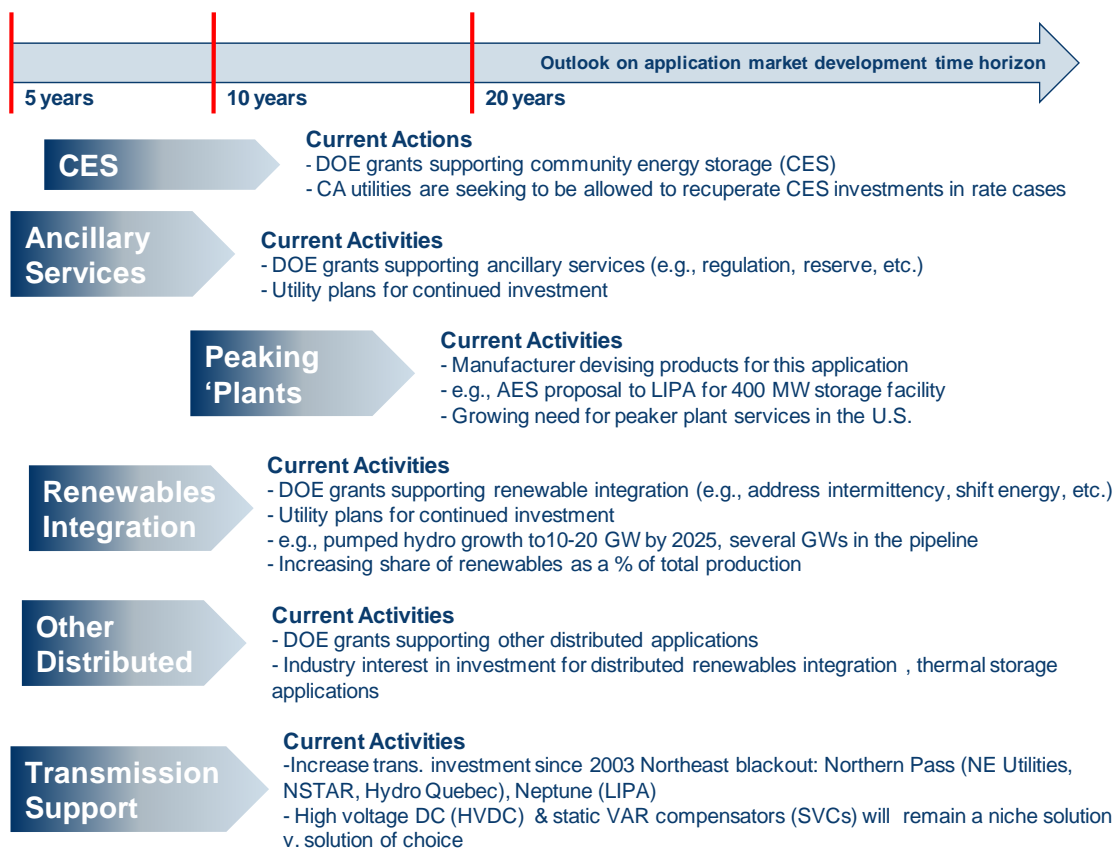 Outlook on application market development time horizon
5 years
10 years
20 years
CES
Current Actions
- DOE grants supporting community energy storage (CES)
- CA utilities are seeking to be allowed to recuperate CES investments in rate cases
Ancillary
Services
Current Activities
- DOE grants supporting ancillary services (e.g., regulation, reserve, etc.)
- Utility plans for continued investment
Peaking
‘Plants
Current Activities
- Manufacturer devising products for this application
- e.g., AES proposal to LIPA for 400 MW storage facility
- Growing need for peaker plant services in the U.S.
Renewables
Integration
Current Activities
- DOE grants supporting renewable integration (e.g., address intermittency, shift energy, etc.)
- Utility plans for continued investment
- e.g., pumped hydro growth to10-20 GW by 2025, several GWs in the pipeline
- Increasing share of renewables as a % of total production
Other
Distributed
Current Activities
- DOE grants supporting other distributed applications
- Industry interest in investment for distributed renewables integration , thermal storage
applications
Transmission
Support
Current Activities
-Increase trans. investment since 2003 Northeast blackout: Northern Pass (NE Utilities,
NSTAR, Hydro Quebec), Neptune (LIPA)
- High voltage DC (HVDC) & static VAR compensators (SVCs) will remain a niche solution
v. solution of choice